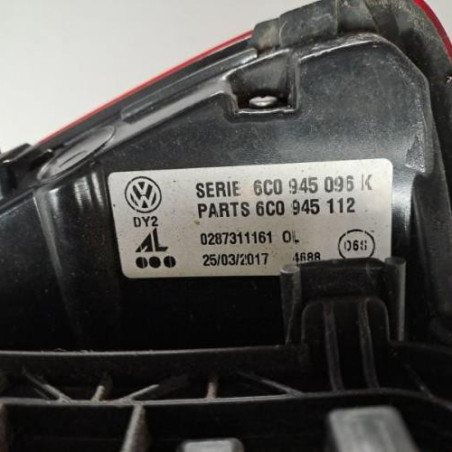 SERIE 6C0 945 096 K
PARTS 6C0 945 112
DY2
AL
0287311161 OL
25/03/2017 4688
06S